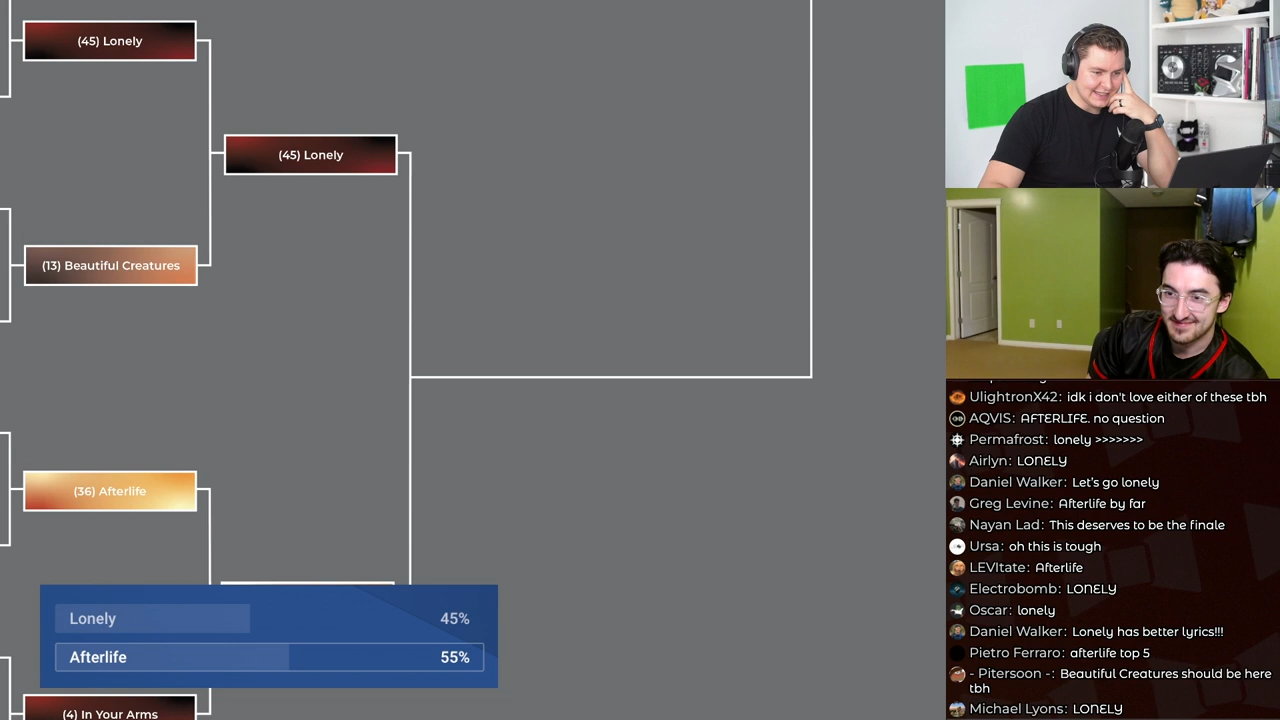 (45) Lonely
(45) Lonely
(13) Beautiful Creatures
(36) Afterlife
Lonely 45%
Afterlife 55%
(4) In Your Arms
UlightronX42: idk i don't love either of these tbh
AQVIS: AFTERLIFE. no question
Permafrost: lonely >>>>>>>
Airlyn: LONELY
Daniel Walker: Let's go lonely
Greg Levine: Afterlife by far
Nayan Lad: This deserves to be the finale
Ursa: oh this is tough
LEVItate: Afterlife
Electrobomb: LONELY
Oscar: lonely
Daniel Walker: Lonely has better lyrics!!!
Pietro Ferraro: afterlife top 5
- Pitersoon -: Beautiful Creatures should be here
tbh
Michael Lyons: LONELY